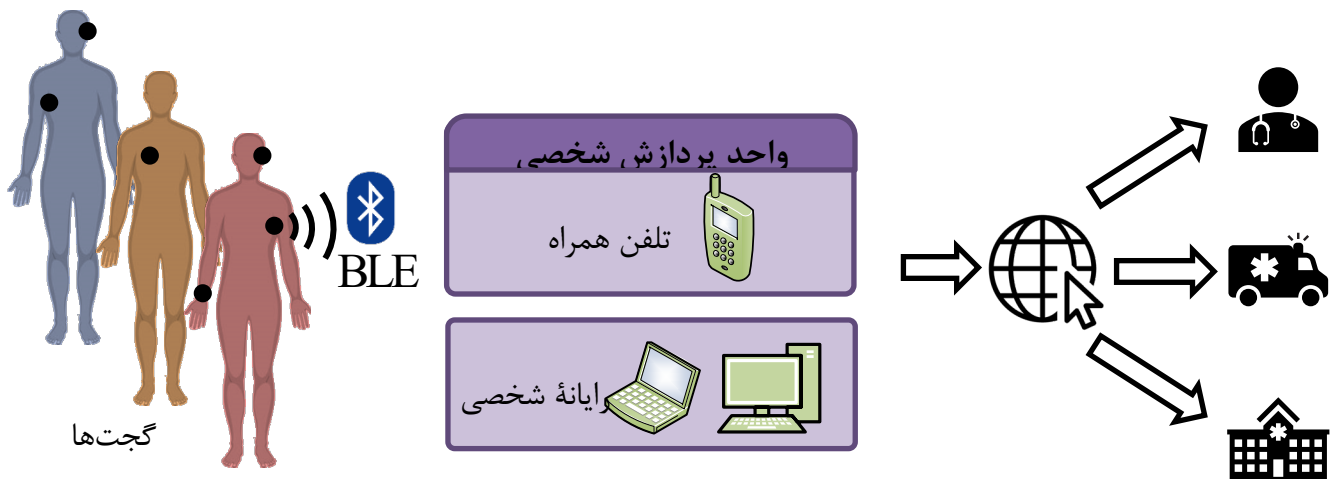 واحد پردازش شخصی
تلفن همراه
BLE
رایانهٔ شخصی
گجت‌ها